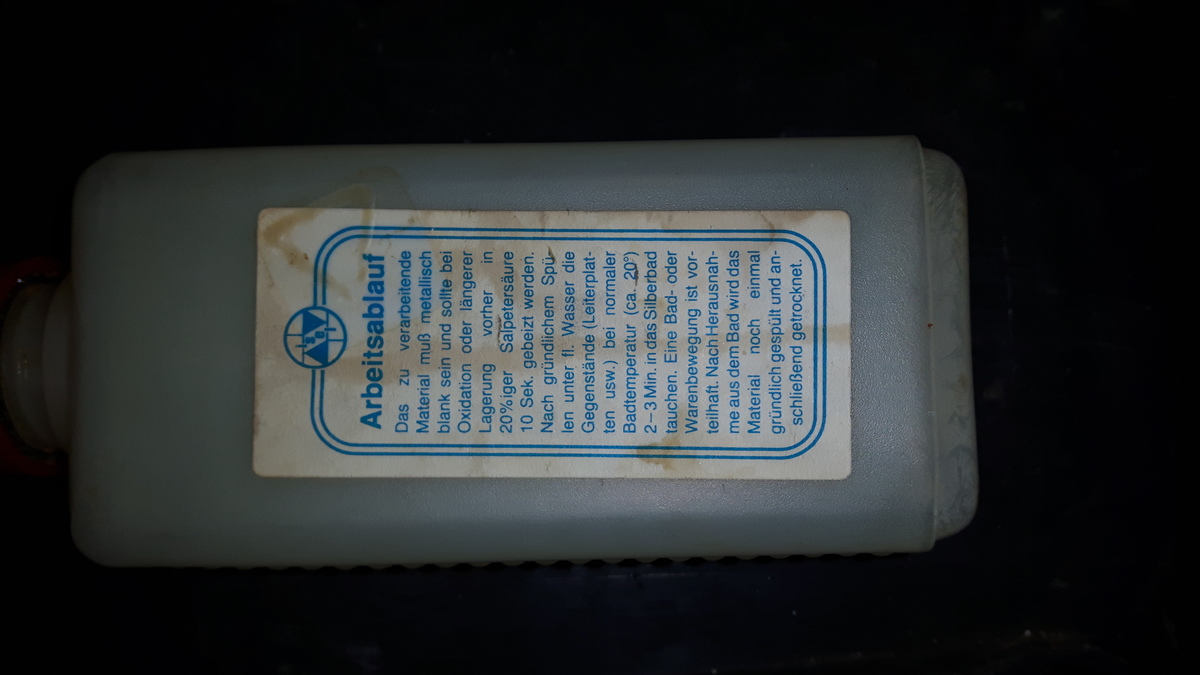 Arbeitsablauf
Das zu verarbeitende
Material muß metallisch
blank sein und sollte bei
Oxidation oder längerer
Lagerung vorher in
20%iger Salpetersäure
10 Sek. gebeizt werden.
Nach gründlichem Spü-
len unter fl. Wasser die
Gegenstände (Leiterplat-
ten usw.) bei normaler
Badtemperatur (ca. 20°)
2–3 Min. in das Silberbad
tauchen. Eine Bad- oder
Warenbewegung ist vor-
teilhaft. Nach Herausnah-
me aus dem Bad wird das
Material noch einmal
gründlich gespült und an-
schließend getrocknet.